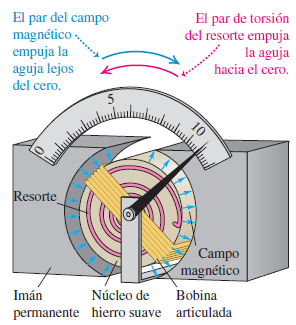 El par del campo
magnético
empuja la
aguja lejos
del cero.
El par de torsión
del resorte empuja
la aguja
hacia el cero.
0
5
10
Resorte
Campo
magnético
Imán
permanente
Núcleo de
hierro suave
Bobina
articulada